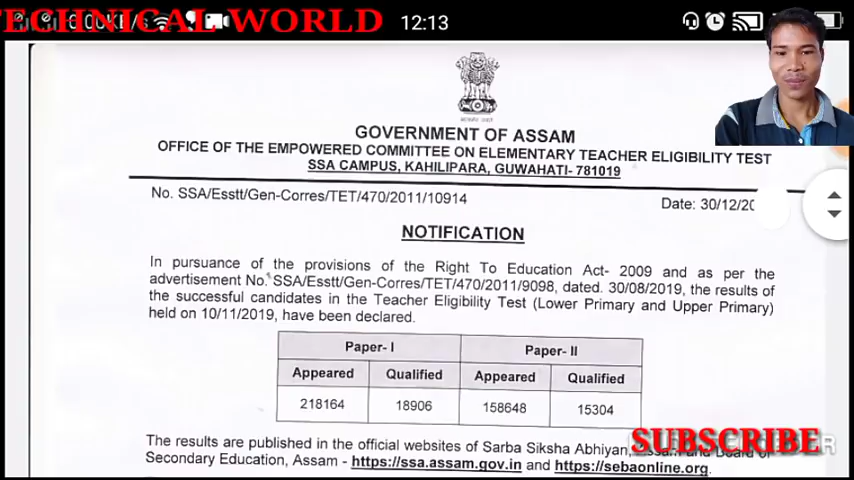 TECHNICAL WORLD
0.00KB/s
12:13
GOVERNMENT OF ASSAM
OFFICE OF THE EMPOWERED COMMITTEE ON ELEMENTARY TEACHER ELIGIBILITY TEST
SSA CAMPUS, KAHILIPARA, GUWAHATI- 781019
No. SSA/Esstt/Gen-Corres/TET/470/2011/10914
Date: 30/12/20
NOTIFICATION
In pursuance of the provisions of the Right To Education Act- 2009 and as per the
advertisement No. SSA/Esstt/Gen-Corres/TET/470/2011/9098, dated. 30/08/2019, the results of
the successful candidates in the Teacher Eligibility Test (Lower Primary and Upper Primary)
held on 10/11/2019, have been declared.
Paper- I Paper- II
Appeared Qualified Appeared Qualified
218164 18906 158648 15304
The results are published in the official websites of Sarba Siksha Abhiyan, Assam and Board of
Secondary Education, Assam - https://ssa.assam.gov.in and https://sebaonline.org.
SUBSCRIBE